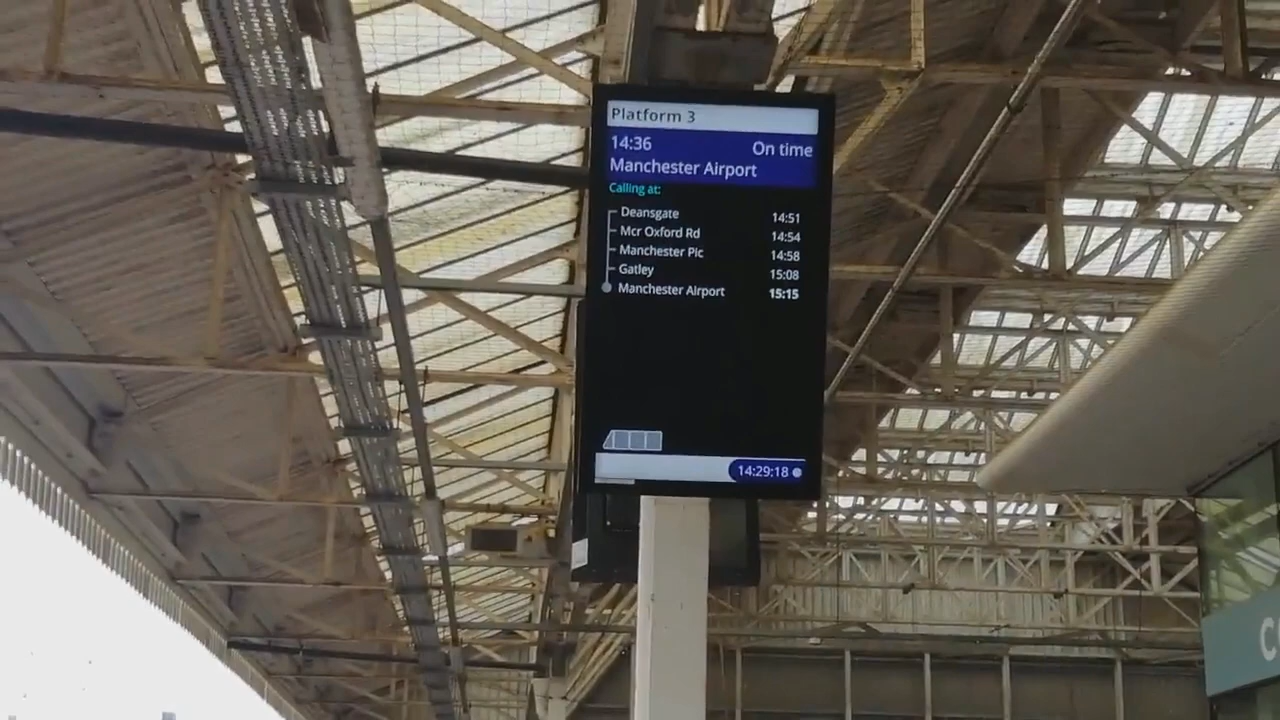 Platform 3
14:36 On time
Manchester Airport
Calling at:
Deansgate 14:51
Mcr Oxford Rd 14:54
Manchester Pic 14:58
Gatley 15:08
Manchester Airport 15:15
14:29:18